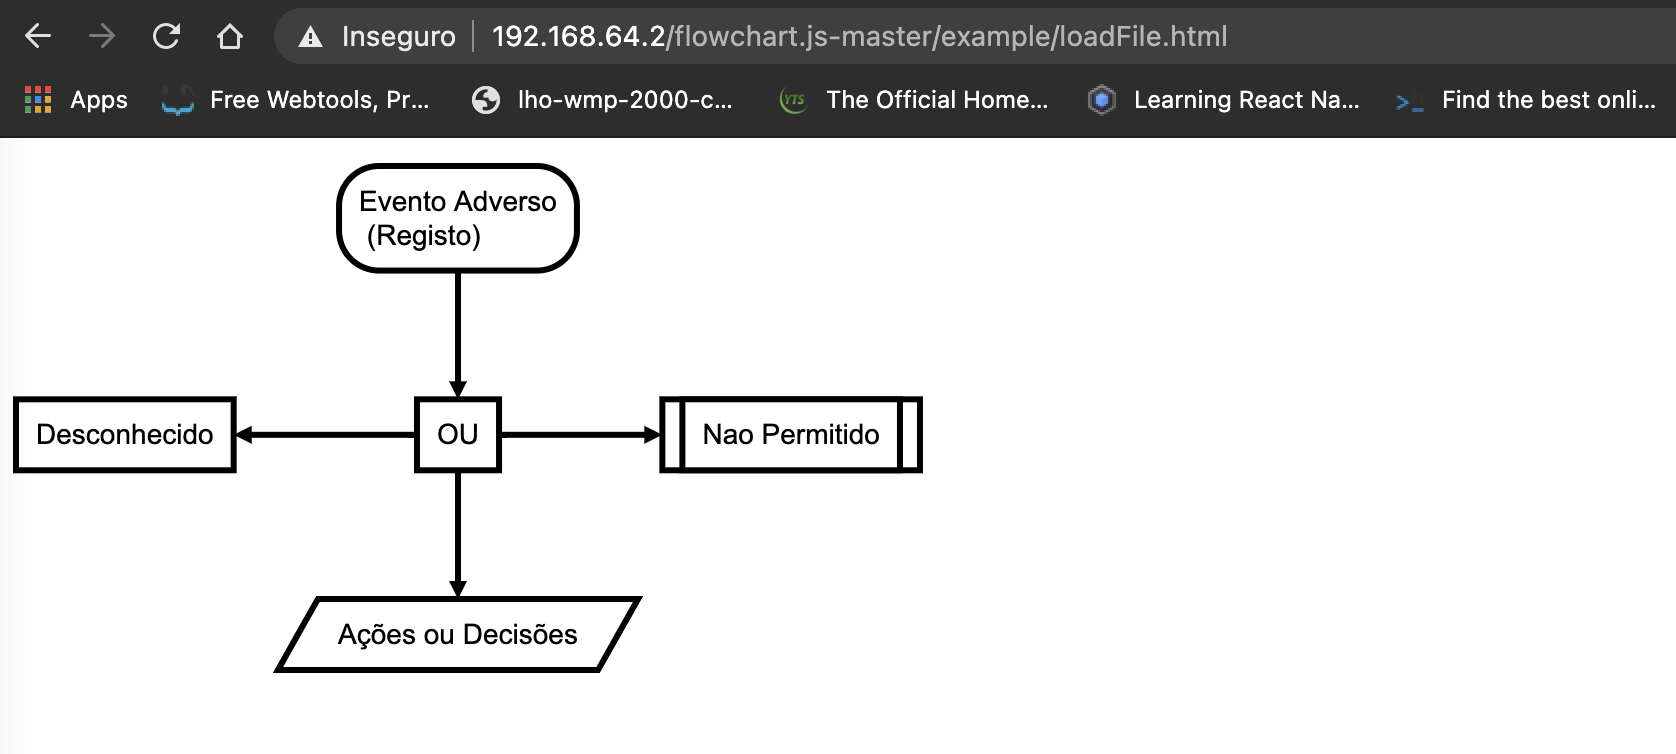 Inseguro 192.168.64.2/flowchart.js-master/example/loadFile.html
Apps Free Webtools, Pr... lho-wmp-2000-c... YTS The Official Home... Learning React Na... Find the best onli...
Evento Adverso
(Registo)
Desconhecido OU Nao Permitido
Ações ou Decisões